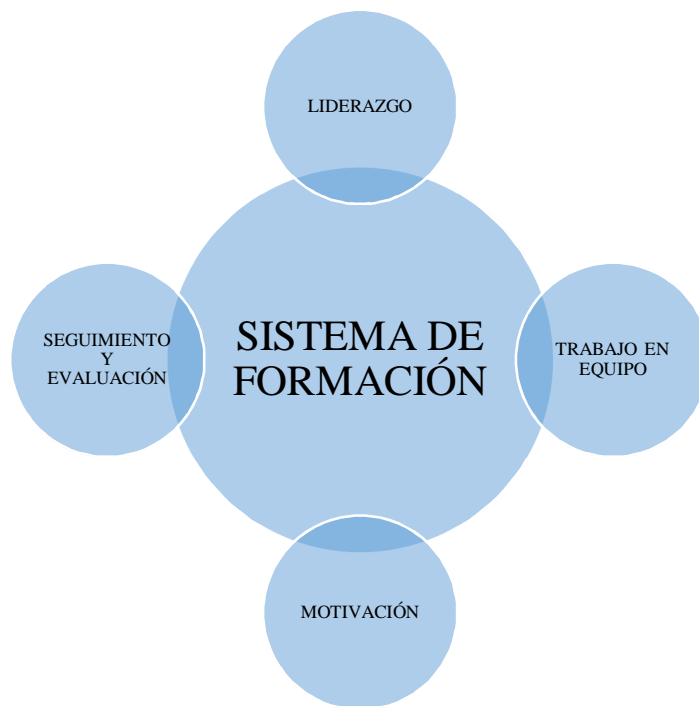 LIDERAZGO
SISTEMA DE
FORMACIÓN
SEGUIMIENTO
Y
EVALUACIÓN
TRABAJO EN
EQUIPO
MOTIVACIÓN